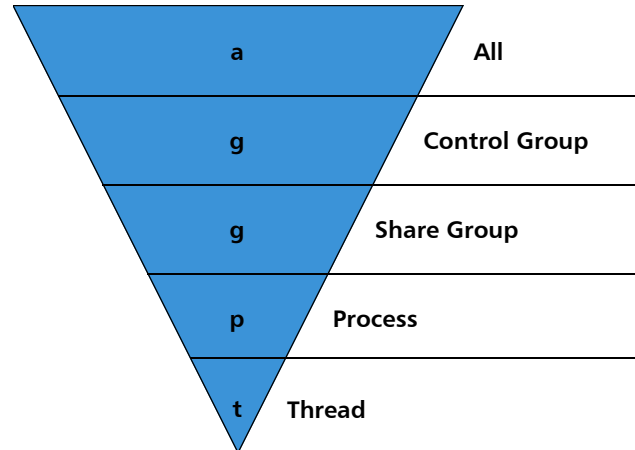 a All
g Control Group
g Share Group
p Process
t Thread